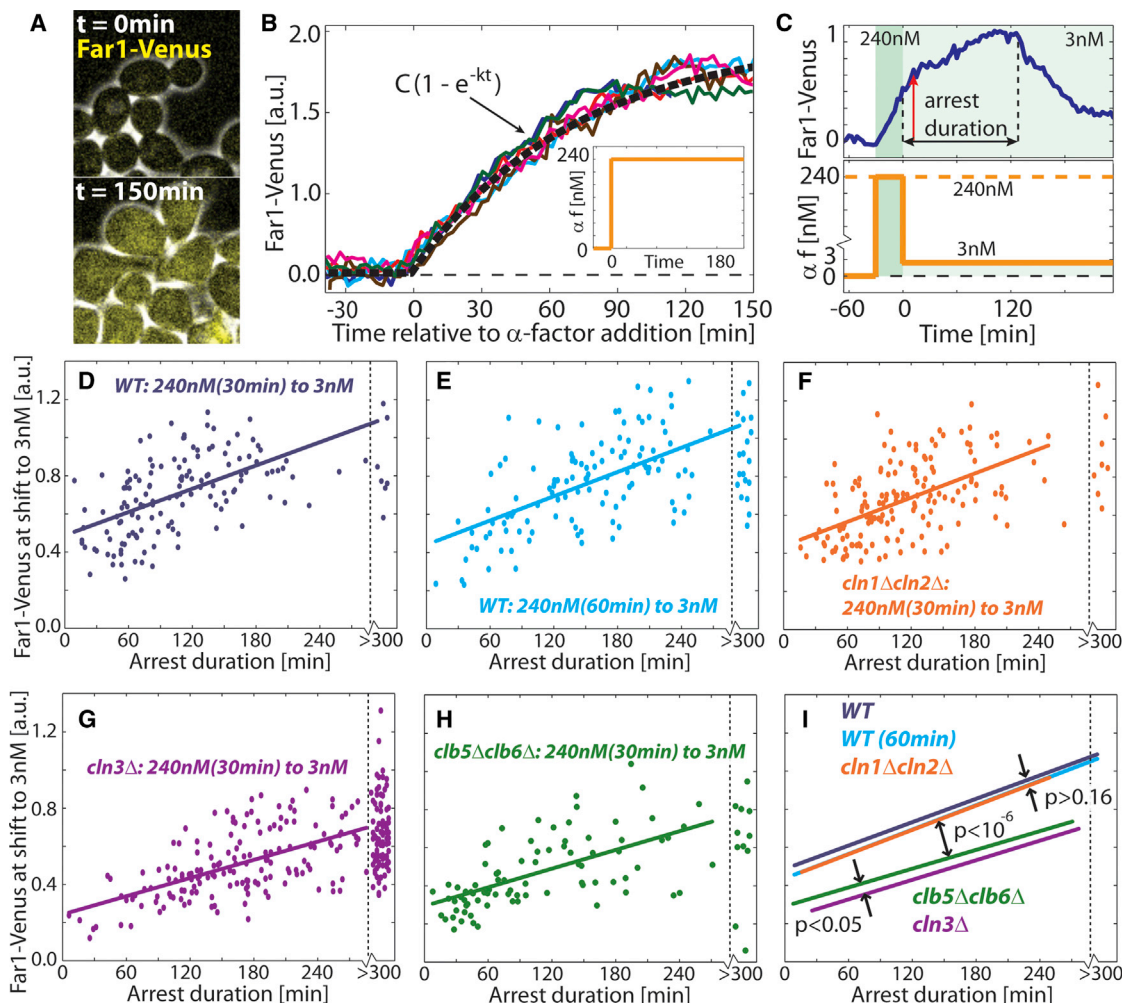 A
t = 0min
Far1-Venus
t = 150min
B
2.0
1.5
1.0
0.0
Far1-Venus [a.u.]
C(1 - e^-kt)
240
0
α f [nM]
0 Time 180
-30 0 30 60 90 120 150
Time relative to α-factor addition [min]
C
240nM 3nM
1
0
Far1-Venus
arrest
duration
240
3
0
α f [nM]
240nM
3nM
-60 0 120
Time [min]
D
WT: 240nM(30min) to 3nM
1.2
0.8
0.4
0.0
Far1-Venus at shift to 3nM [a.u.]
0 60 120 180 240 >300
Arrest duration [min]
E
WT: 240nM(60min) to 3nM
0 60 120 180 240 >300
Arrest duration [min]
F
cln1Δcln2Δ:
240nM(30min) to 3nM
0 60 120 180 240 >300
Arrest duration [min]
G
cln3Δ: 240nM(30min) to 3nM
1.2
0.8
0.4
0.0
Far1-Venus at shift to 3nM [a.u.]
0 60 120 180 240 >300
Arrest duration [min]
H
clb5Δclb6Δ: 240nM(30min) to 3nM
0 60 120 180 240 >300
Arrest duration [min]
I
WT
WT (60min)
cln1Δcln2Δ
p>0.16
p<10^-6
clb5Δclb6Δ
p<0.05
cln3Δ
0 60 120 180 240 >300
Arrest duration [min]